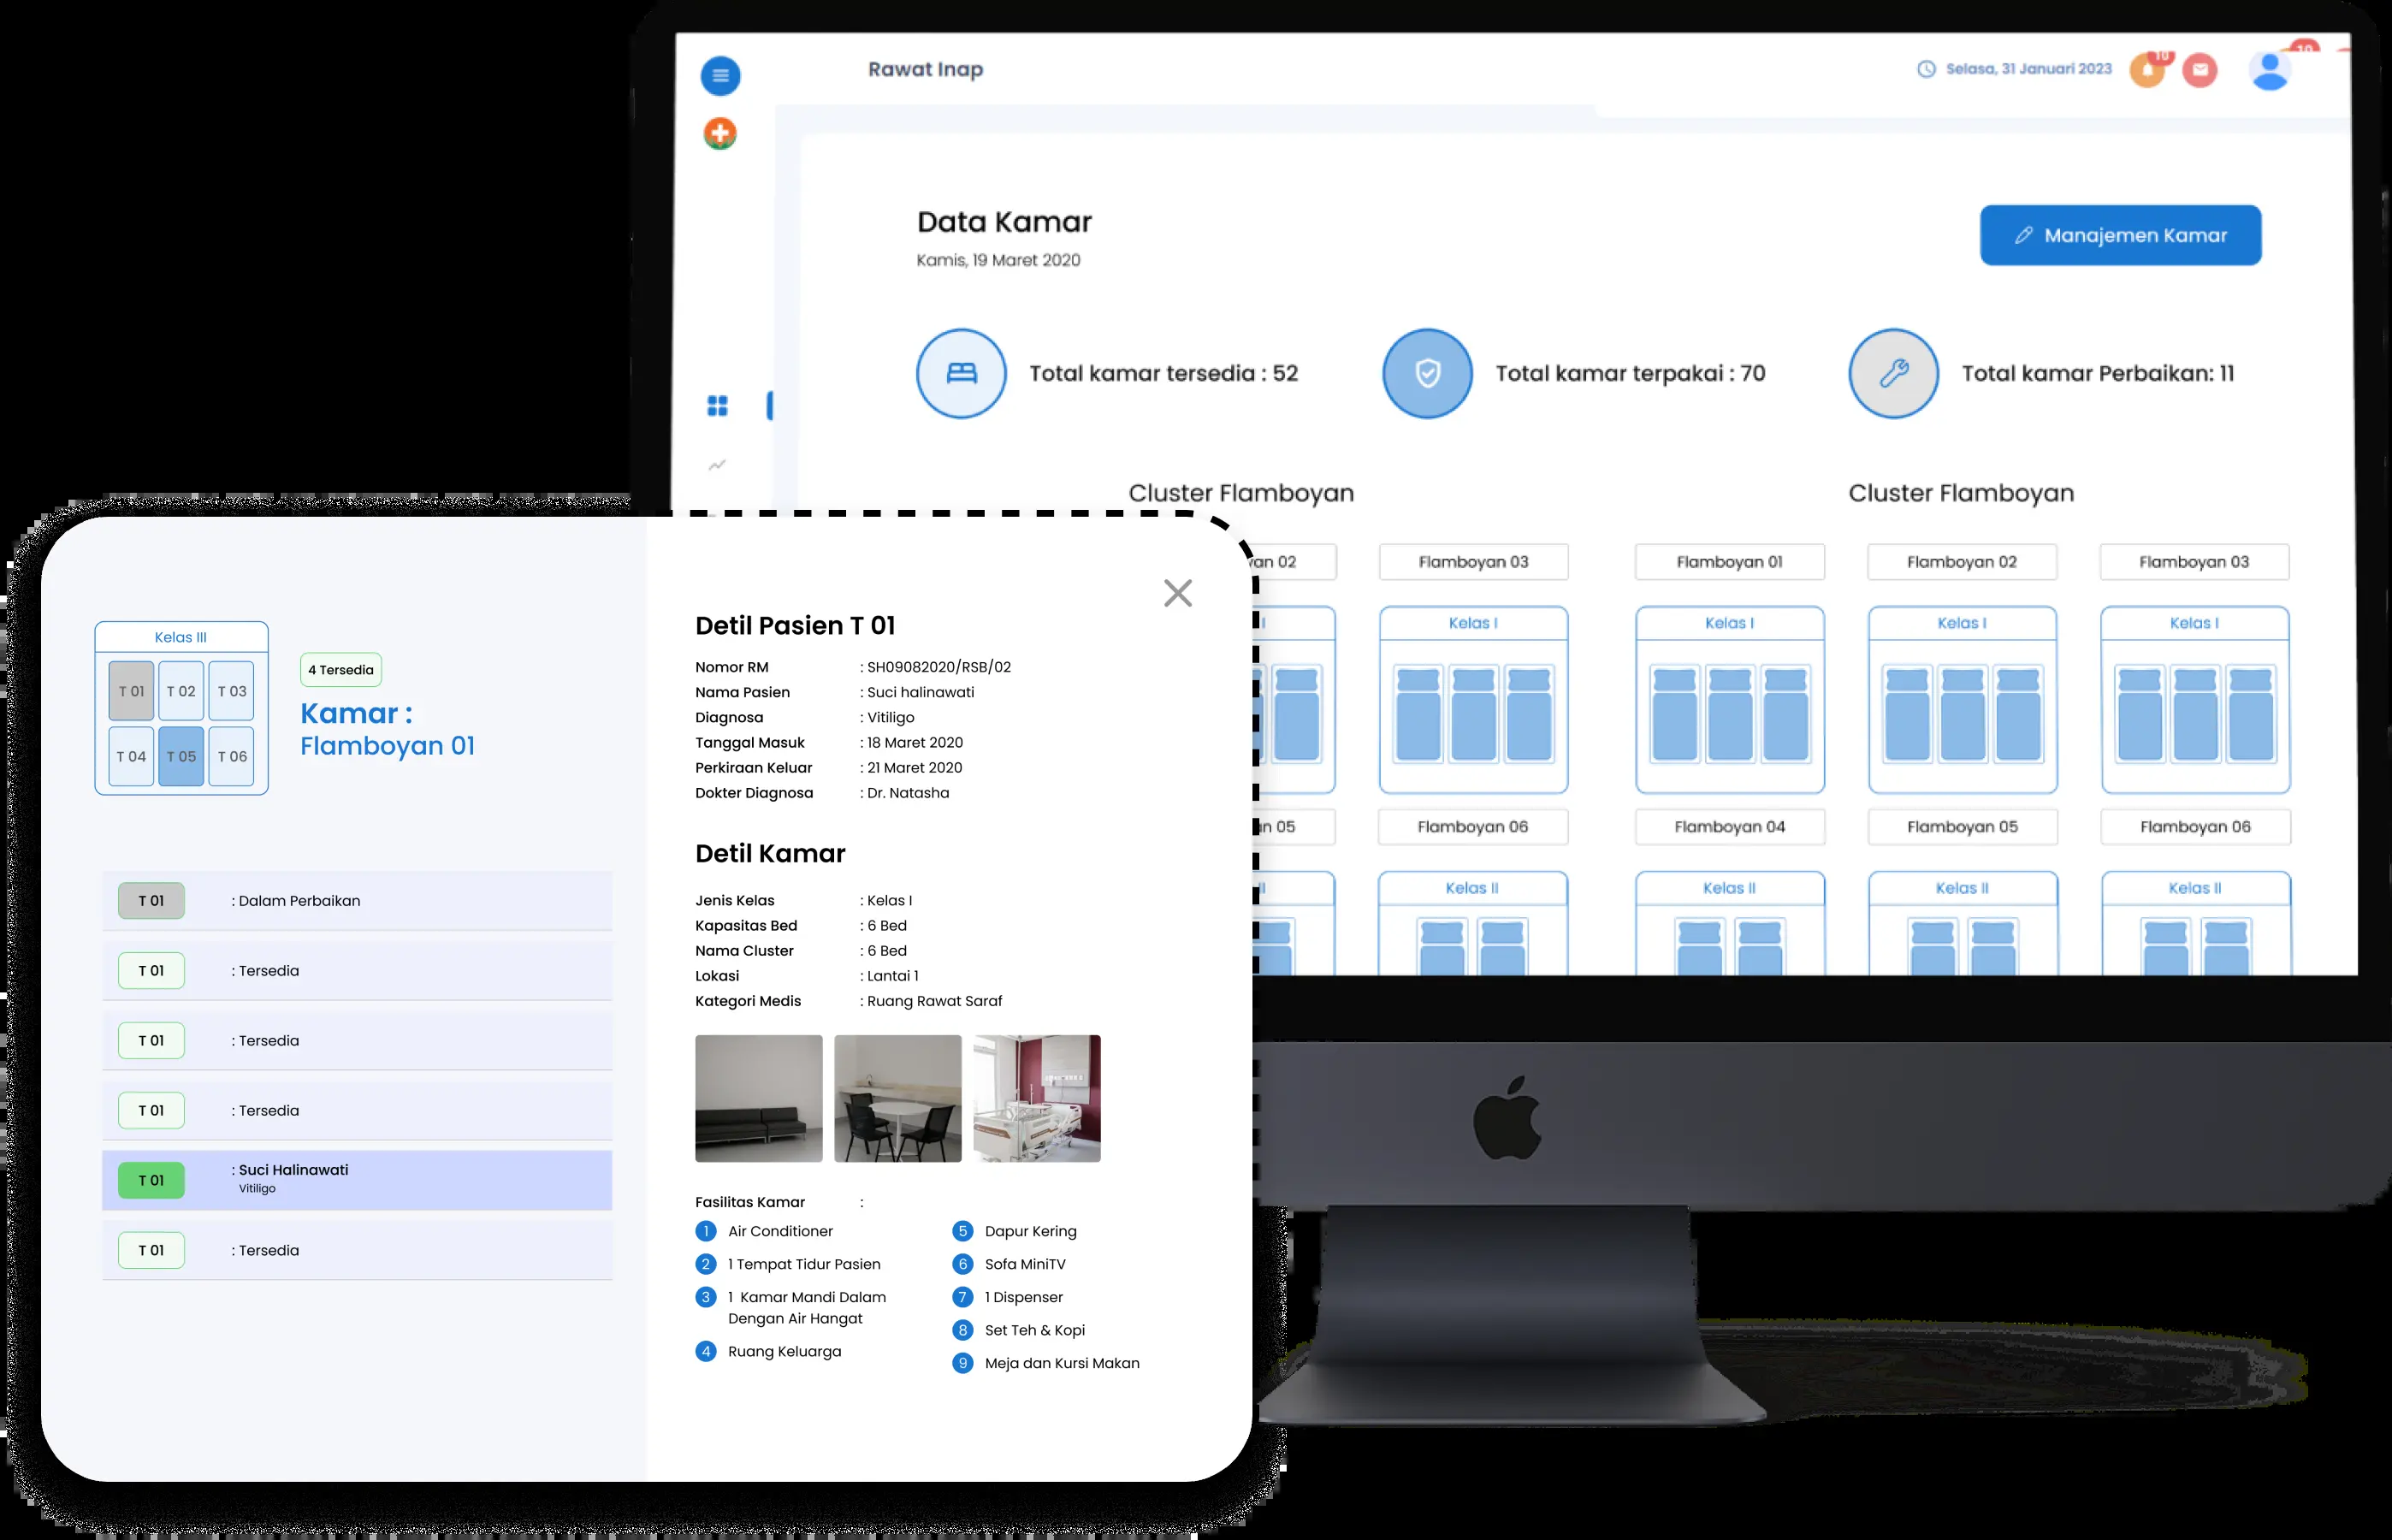 Rawat Inap
Selasa, 31 Januari 2023
10
10
Data Kamar
Kamis, 19 Maret 2020
Manajemen Kamar
Total kamar tersedia : 52
Total kamar terpakai : 70
Total kamar Perbaikan: 11
Cluster Flamboyan
Cluster Flamboyan
02
Flamboyan 03
Flamboyan 01
Flamboyan 02
Flamboyan 03
Kelas I
Kelas I
Kelas I
Kelas I
05
Flamboyan 06
Flamboyan 04
Flamboyan 05
Flamboyan 06
Kelas II
Kelas II
Kelas II
Kelas II
Kelas III
T 01 T 02 T 03
T 04 T 05 T 06
4 Tersedia
Kamar :
Flamboyan 01
T 01 : Dalam Perbaikan
T 01 : Tersedia
T 01 : Tersedia
T 01 : Tersedia
T 01 : Suci Halinawati
Vitiligo
T 01 : Tersedia
Detil Pasien T 01
Nomor RM : SH09082020/RSB/02
Nama Pasien : Suci halinawati
Diagnosa : Vitiligo
Tanggal Masuk : 18 Maret 2020
Perkiraan Keluar : 21 Maret 2020
Dokter Diagnosa : Dr. Natasha
Detil Kamar
Jenis Kelas : Kelas I
Kapasitas Bed : 6 Bed
Nama Cluster : 6 Bed
Lokasi : Lantai 1
Kategori Medis : Ruang Rawat Saraf
Fasilitas Kamar :
1 Air Conditioner
2 1 Tempat Tidur Pasien
3 1 Kamar Mandi Dalam
Dengan Air Hangat
4 Ruang Keluarga
5 Dapur Kering
6 Sofa MiniTV
7 1 Dispenser
8 Set Teh & Kopi
9 Meja dan Kursi Makan